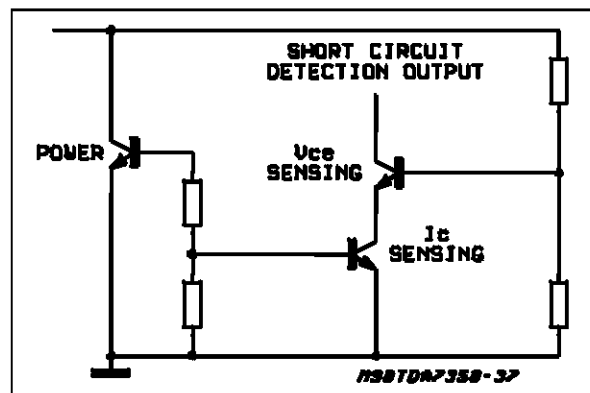 SHORT CIRCUIT
DETECTION OUTPUT
POWER
Vce
SENSING
Ic
SENSING
M98TDA7350-37